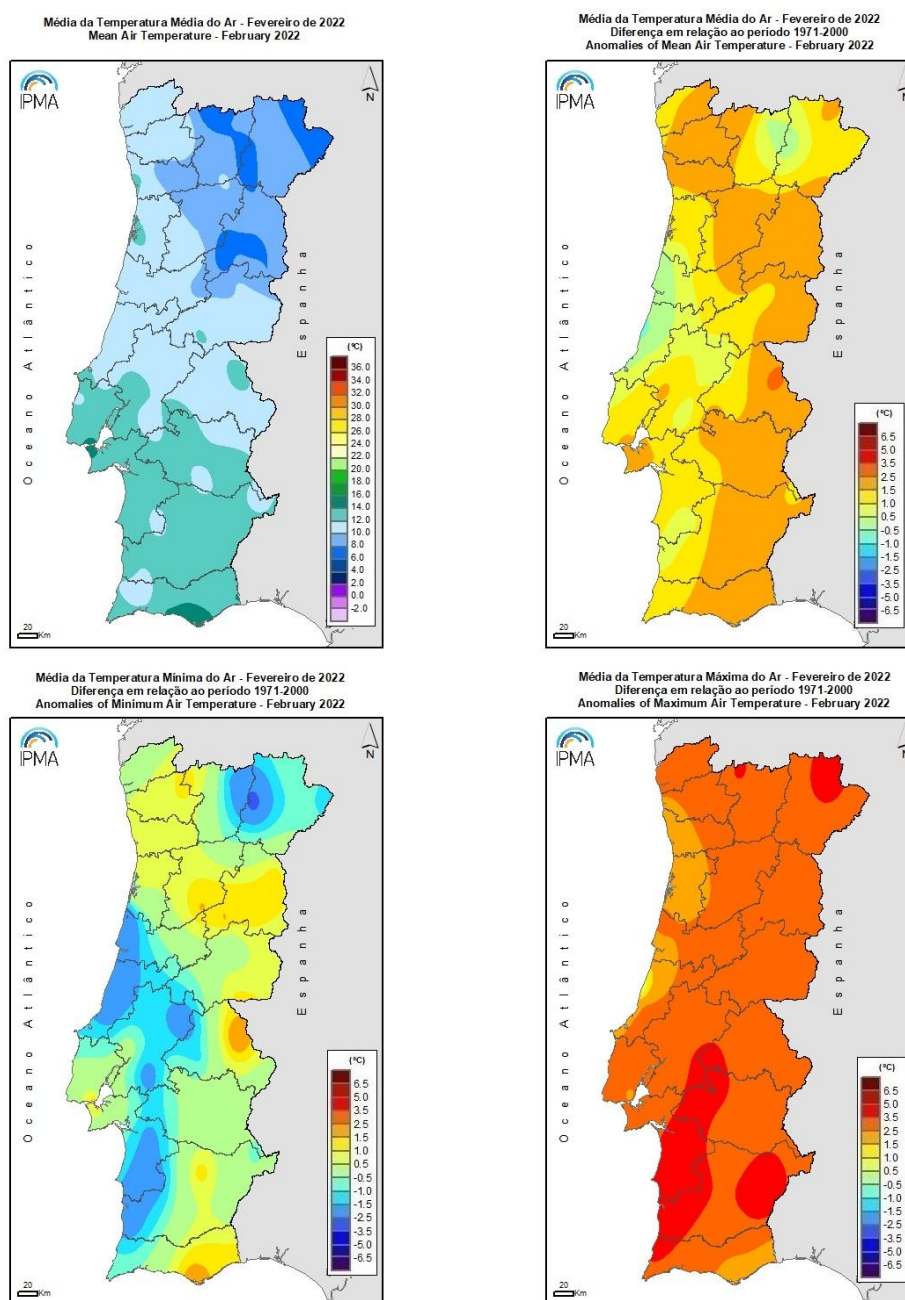 Média da Temperatura Média do Ar - Fevereiro de 2022
Mean Air Temperature - February 2022
IPMA
N
Oceano Atlântico
Espanha
(ºC)
36.0
34.0
32.0
30.0
28.0
26.0
24.0
22.0
20.0
18.0
16.0
14.0
12.0
10.0
8.0
6.0
4.0
2.0
0.0
-2.0
20
Km
Média da Temperatura Média do Ar - Fevereiro de 2022
Diferença em relação ao período 1971-2000
Anomalies of Mean Air Temperature - February 2022
IPMA
N
Oceano Atlântico
Espanha
(ºC)
6.5
5.0
3.5
2.5
1.5
1.0
0.5
-0.5
-1.0
-1.5
-2.5
-3.5
-5.0
-6.5
20
Km
Média da Temperatura Mínima do Ar - Fevereiro de 2022
Diferença em relação ao período 1971-2000
Anomalies of Minimum Air Temperature - February 2022
IPMA
N
Oceano Atlântico
Espanha
(ºC)
6.5
5.0
3.5
2.5
1.5
1.0
0.5
-0.5
-1.0
-2.5
-3.5
-5.0
-6.5
20
Km
Média da Temperatura Máxima do Ar - Fevereiro de 2022
Diferença em relação ao período 1971-2000
Anomalies of Maximum Air Temperature - February 2022
IPMA
N
Oceano Atlântico
Espanha
(ºC)
6.5
5.0
3.5
2.5
1.5
1.0
0.5
-0.5
-1.0
-1.5
-2.5
-3.5
-5.0
-6.5
20
Km